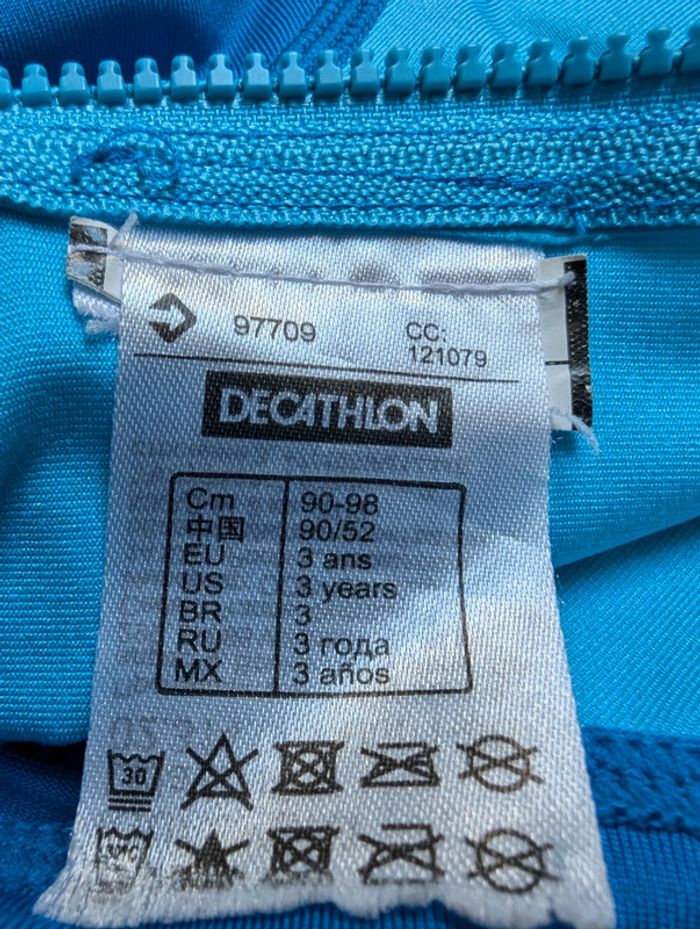 97709
CC:
121079
DECATHLON
Cm 90-98
中国 90/52
EU 3 ans
US 3 years
BR 3
RU 3 года
MX 3 años
30